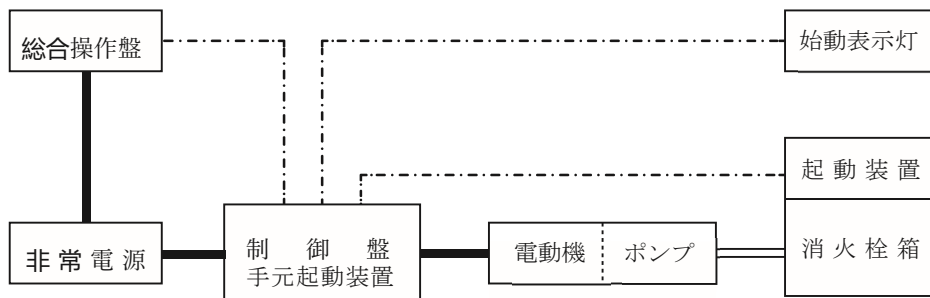 総合操作盤
始動表示灯
起動装置
非常電源
制御盤
手元起動装置
電動機
ポンプ
消火栓箱